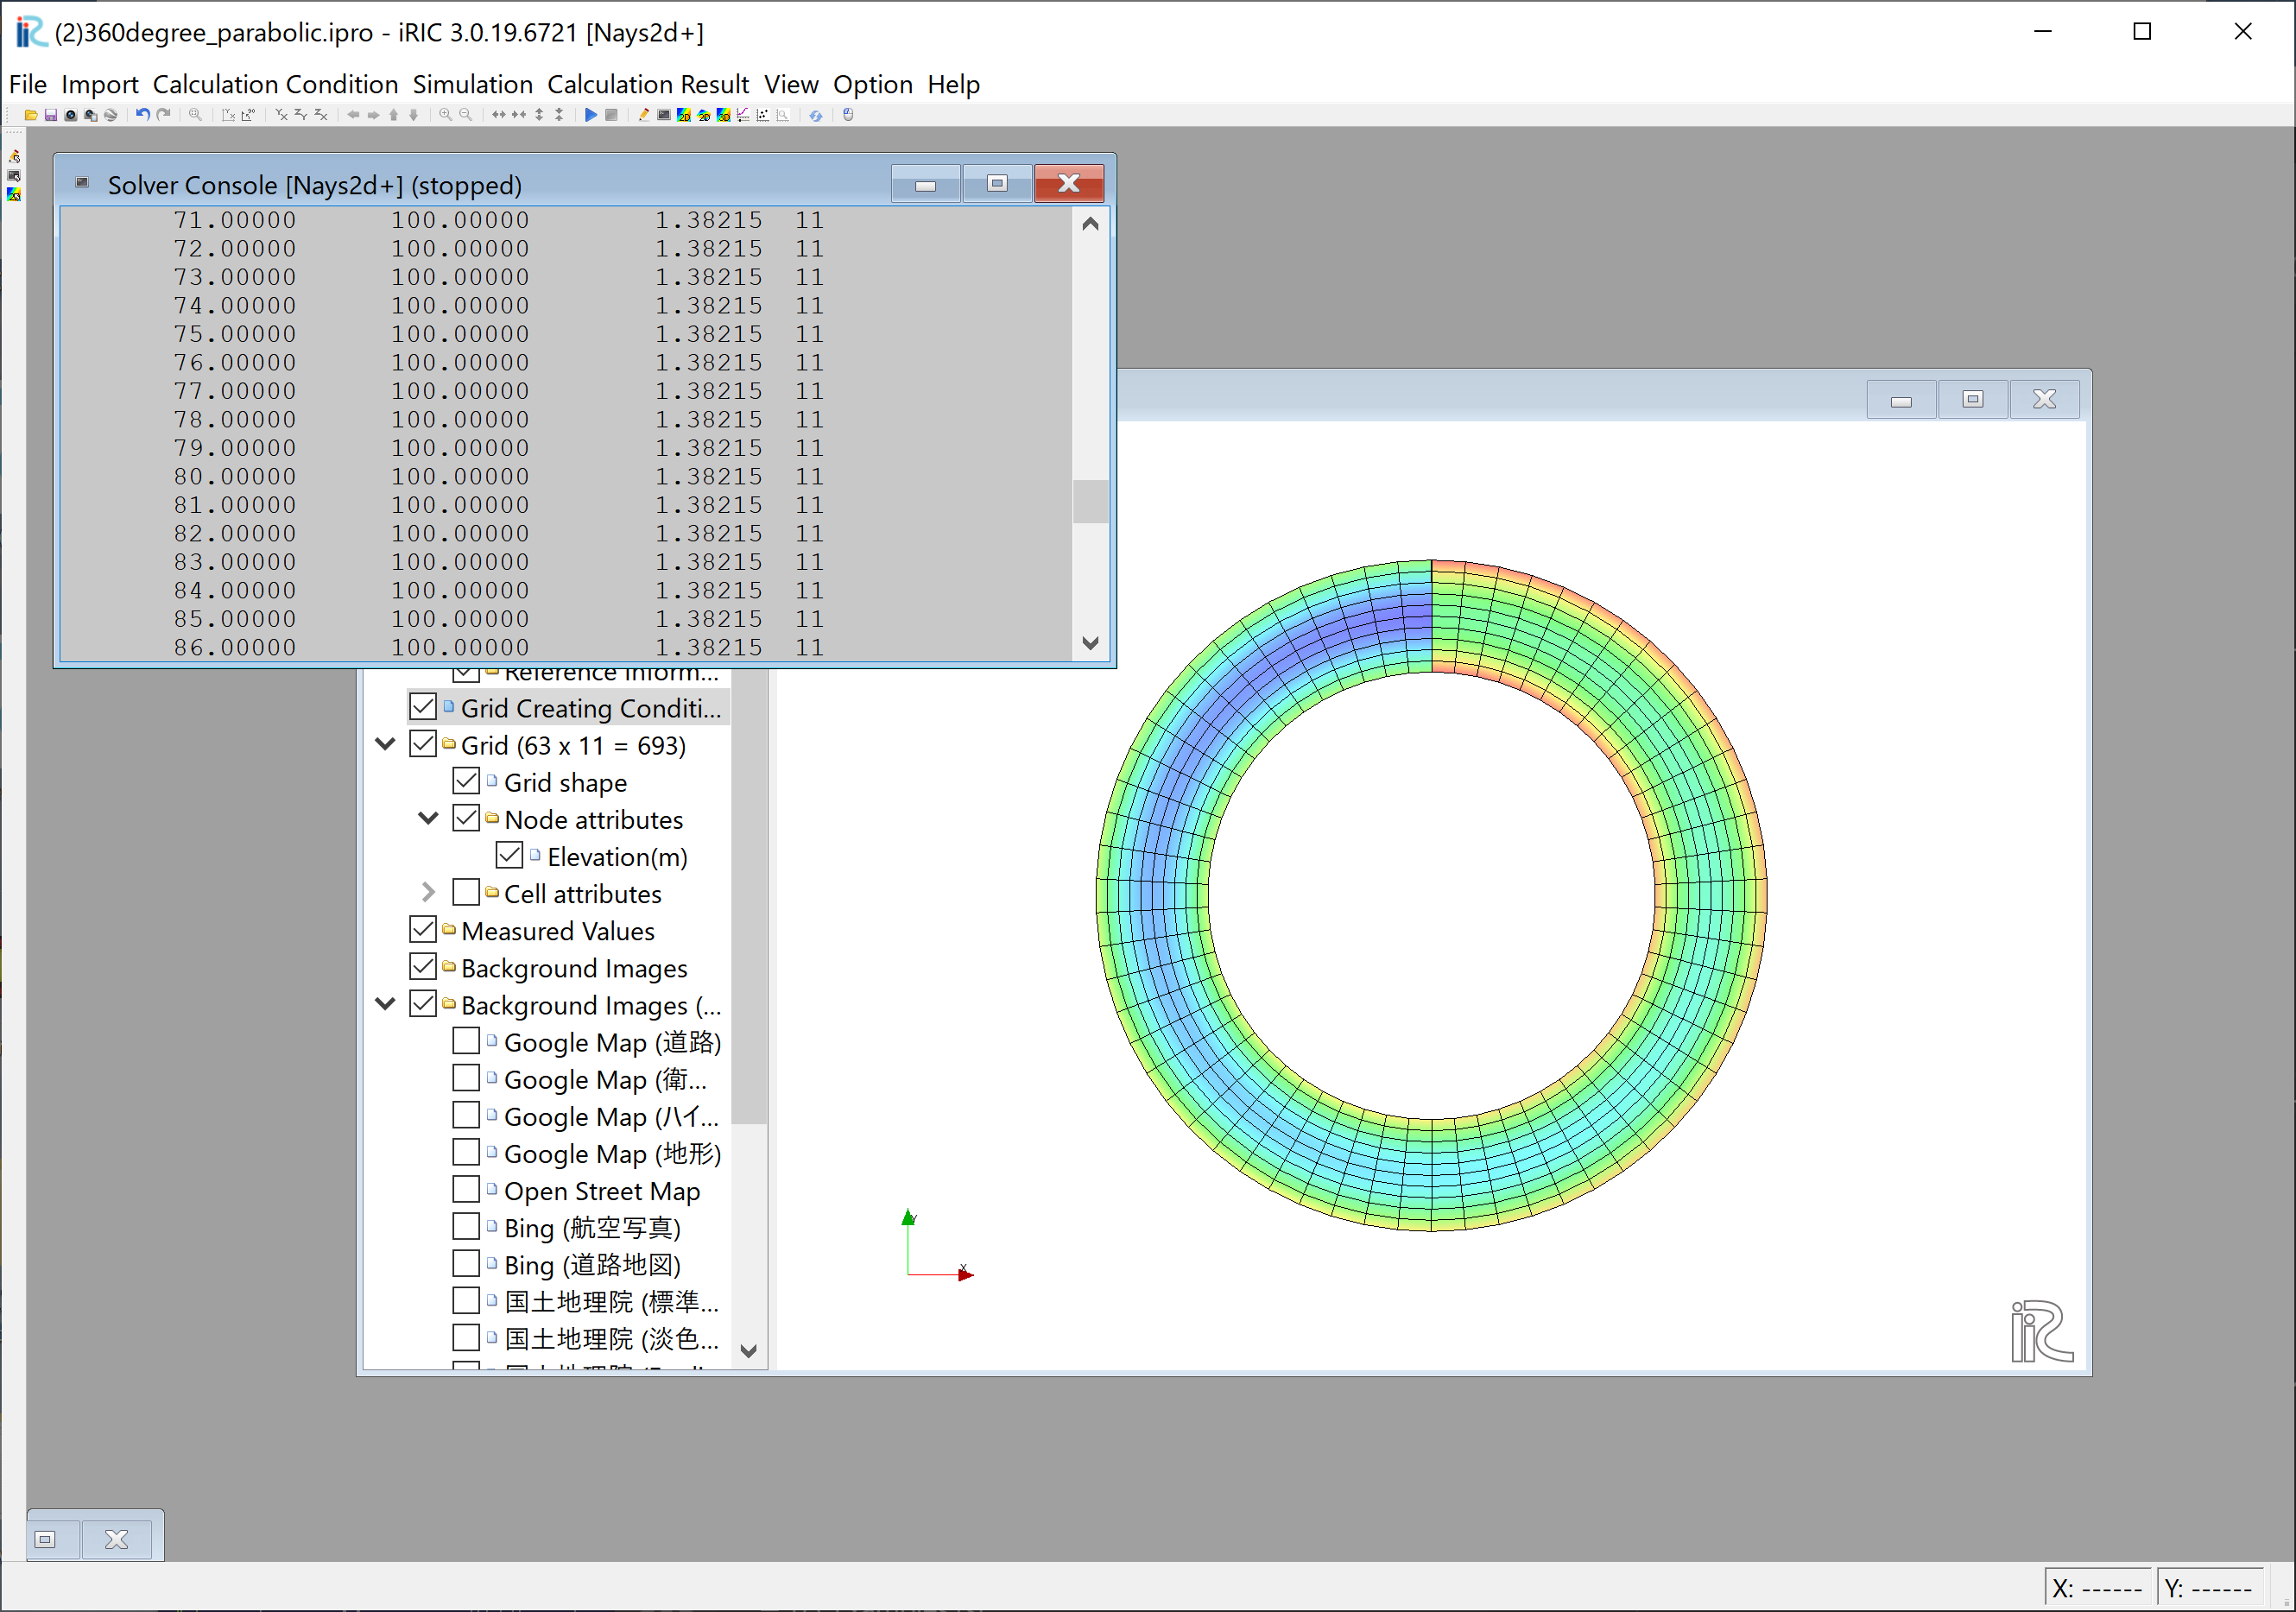 (2)360degree_parabolic.ipro - iRIC 3.0.19.6721 [Nays2d+]
File Import Calculation Condition Simulation Calculation Result View Option Help
Solver Console [Nays2d+] (stopped)
71.00000 100.00000 1.38215 11
72.00000 100.00000 1.38215 11
73.00000 100.00000 1.38215 11
74.00000 100.00000 1.38215 11
75.00000 100.00000 1.38215 11
76.00000 100.00000 1.38215 11
77.00000 100.00000 1.38215 11
78.00000 100.00000 1.38215 11
79.00000 100.00000 1.38215 11
80.00000 100.00000 1.38215 11
81.00000 100.00000 1.38215 11
82.00000 100.00000 1.38215 11
83.00000 100.00000 1.38215 11
84.00000 100.00000 1.38215 11
85.00000 100.00000 1.38215 11
86.00000 100.00000 1.38215 11
Reference Inform...
Grid Creating Conditi...
Grid (63 x 11 = 693)
Grid shape
Node attributes
Elevation(m)
Cell attributes
Measured Values
Background Images
Background Images (...
Google Map (道路)
Google Map (衛...
Google Map (ハイ...
Google Map (地形)
Open Street Map
Bing (航空写真)
Bing (道路地図)
国土地理院 (標準...
国土地理院 (淡色...
Y
X
iRIC
X: ------ Y: ------